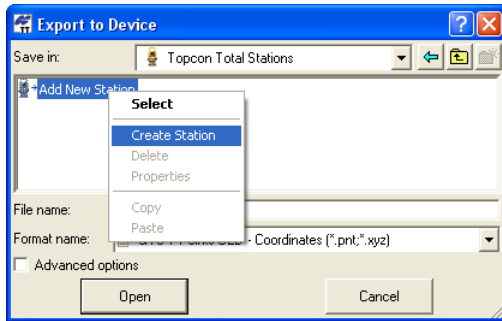 Export to Device
Save in: Topcon Total Stations
Add New Station
Select
Create Station
Delete
Properties
Copy
Paste
File name:
Format name: - Coordinates (*.pnt;*.xyz)
Advanced options
Open Cancel